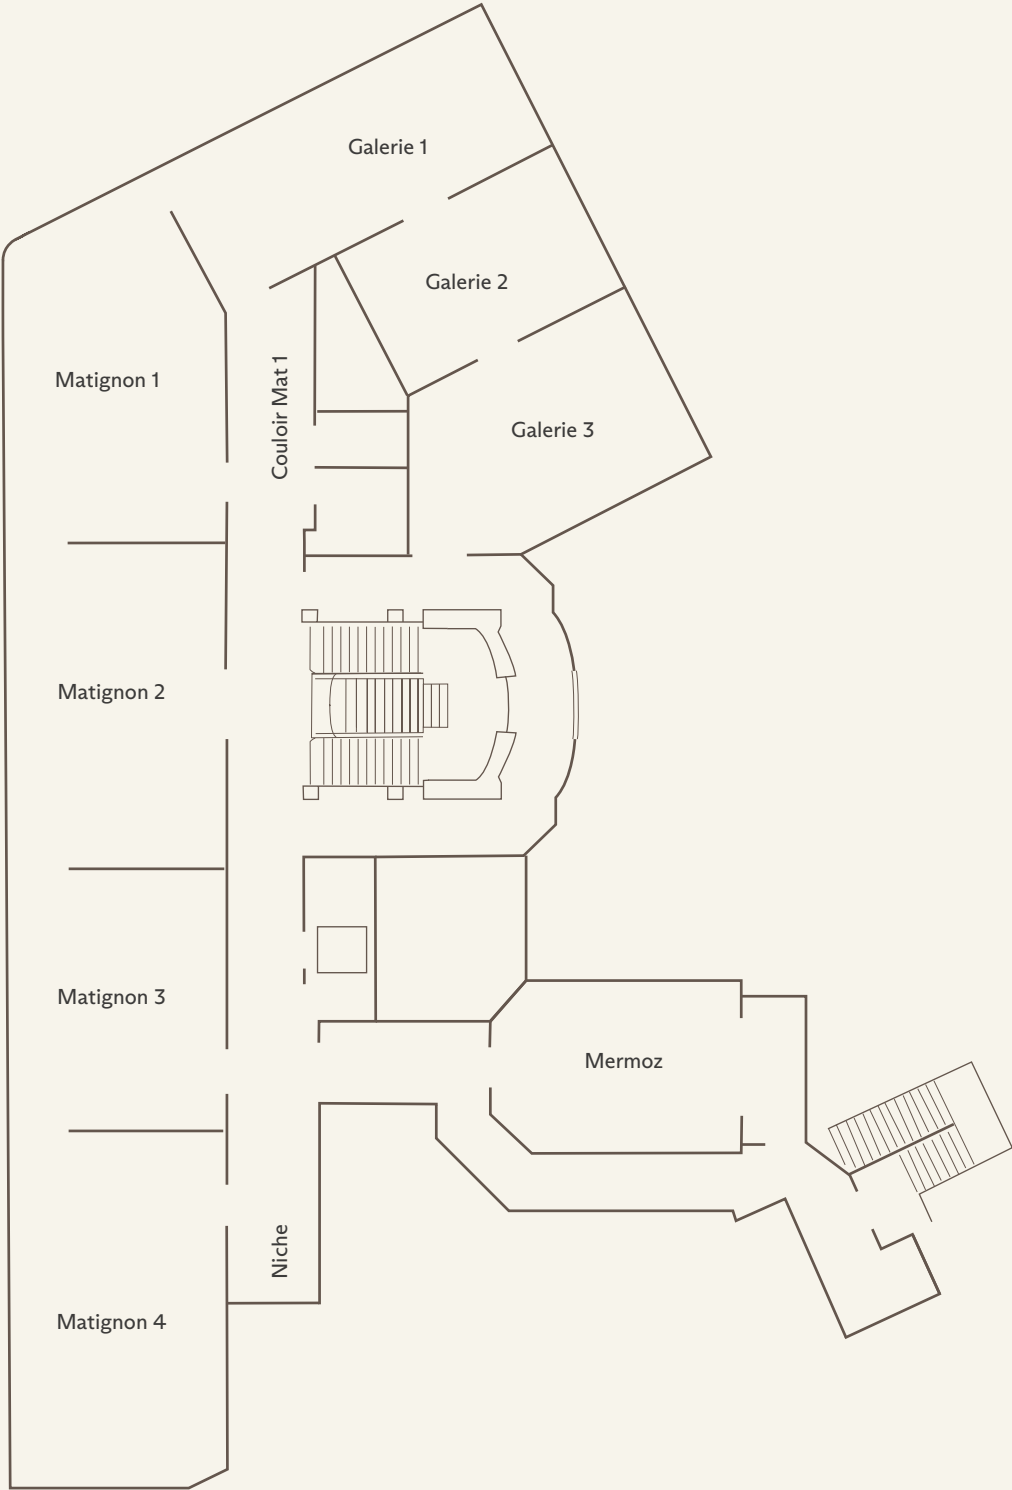 Galerie 1
Galerie 2
Matignon 1
Couloir Mat 1
Galerie 3
Matignon 2
Matignon 3
Mermoz
Niche
Matignon 4